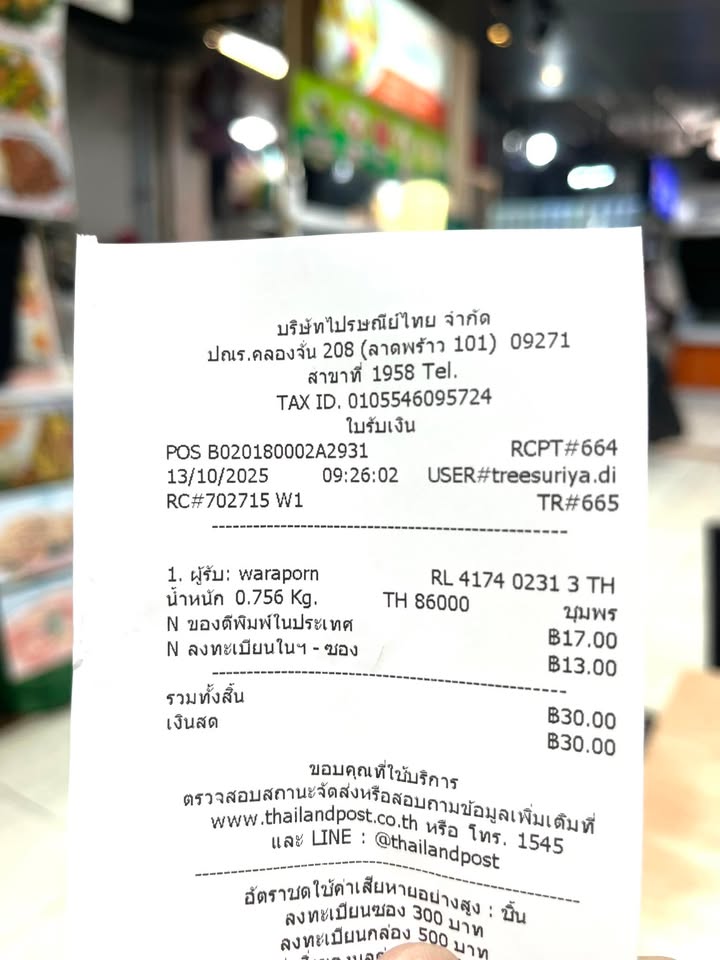 บริษัทไปรษณีย์ไทย จำกัด
ปณร.คลองจั่น 208 (ลาดพร้าว 101) 09271
สาขาที่ 1958 Tel.
TAX ID. 0105546095724
ใบรับเงิน
POS B020180002A2931 RCPT#664
13/10/2025 09:26:02 USER#treesuriya.di
RC#702715 W1 TR#665
1. ผู้รับ: waraporn RL 4174 0231 3 TH
น้ำหนัก 0.756 Kg. TH 86000 ชุมพร
N ของตีพิมพ์ในประเทศ ฿17.00
N ลงทะเบียนในฯ - ซอง ฿13.00
รวมทั้งสิ้น ฿30.00
เงินสด ฿30.00
ขอบคุณที่ใช้บริการ
ตรวจสอบสถานะจัดส่งหรือสอบถามข้อมูลเพิ่มเติมที่
www.thailandpost.co.th หรือ โทร. 1545
และ LINE : @thailandpost
อัตราชดใช้ค่าเสียหายอย่างสูง : ชิ้น
ลงทะเบียนซอง 300 บาท
ลงทะเบียนกล่อง 500 บาท